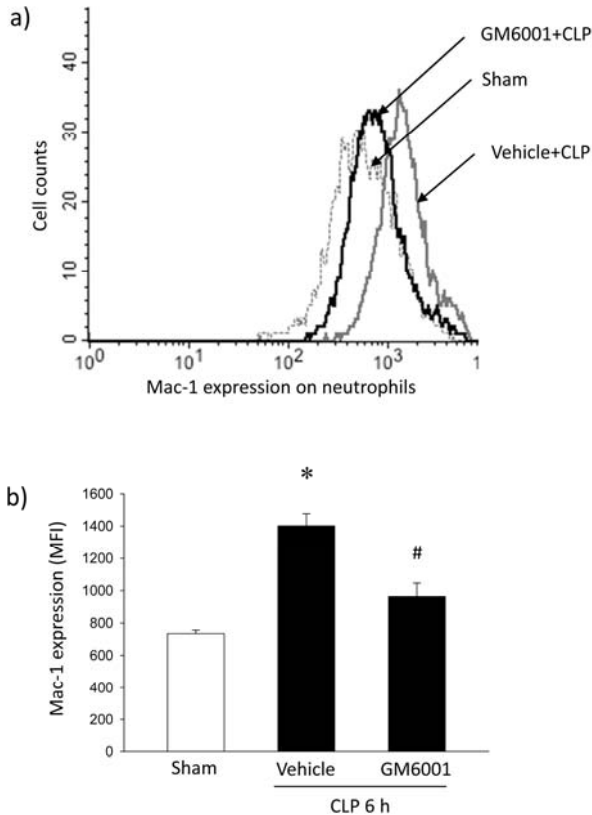 a)
GM6001+CLP
Sham
Vehicle+CLP
Cell counts
40
30
20
10
0
10⁰ 10¹ 10² 10³ 1
Mac-1 expression on neutrophils
b)
*
#
Mac-1 expression (MFI)
1600
1400
1200
1000
800
600
400
200
0
Sham Vehicle GM6001
CLP 6 h